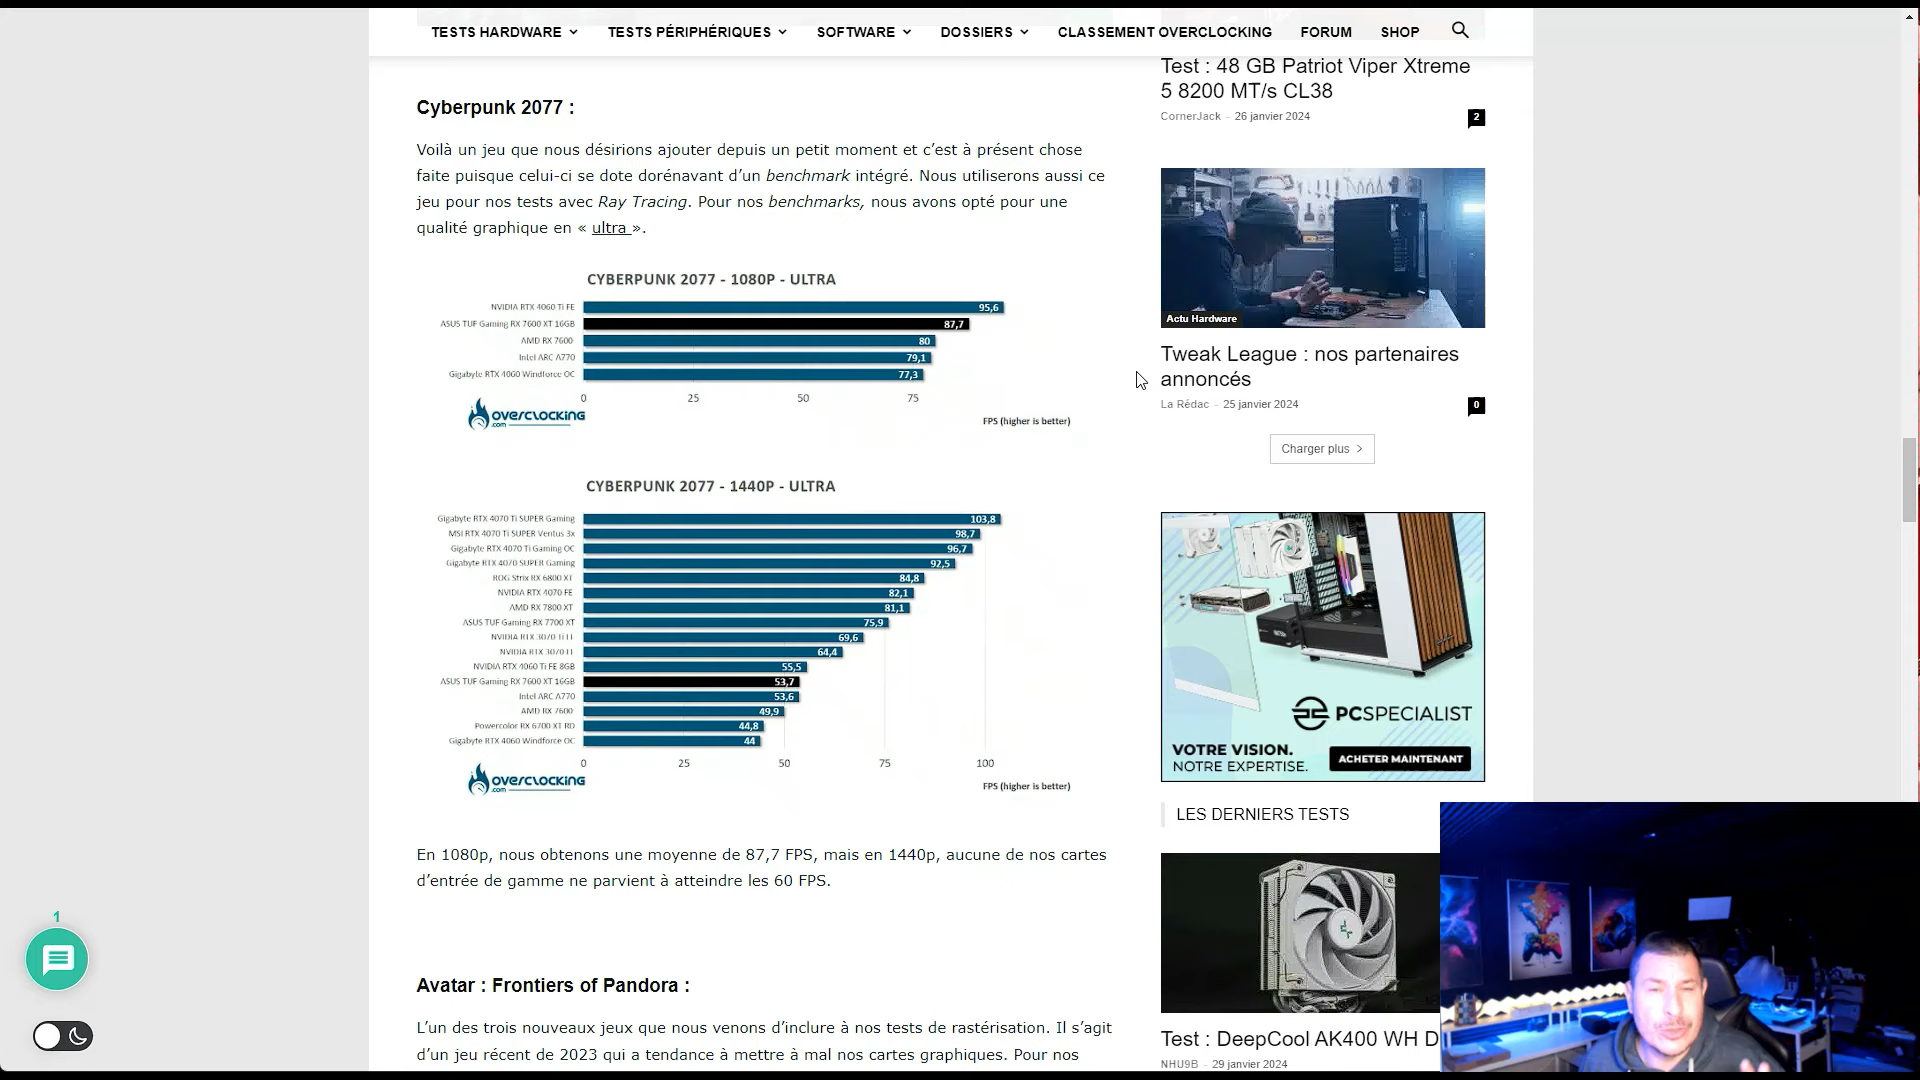 TESTS HARDWARE
TESTS PÉRIPHÉRIQUES
SOFTWARE
DOSSIERS
CLASSEMENT OVERCLOCKING
FORUM
SHOP
Cyberpunk 2077 :
Voilà un jeu que nous désirions ajouter depuis un petit moment et c’est à présent chose
faite puisque celui-ci se dote dorénavant d’un benchmark intégré. Nous utiliserons aussi ce
jeu pour nos tests avec Ray Tracing. Pour nos benchmarks, nous avons opté pour une
qualité graphique en « ultra ».
CYBERPUNK 2077 - 1080P - ULTRA
NVIDIA RTX 4060 Ti FE 95,6
ASUS TUF Gaming RX 7600 XT 16GB 87,7
AMD RX 7600 80
Intel ARC A770 79,1
Gigabyte RTX 4060 Windforce OC 77,3
0 25 50 75
OVERCLOCKING
.com
FPS (higher is better)
CYBERPUNK 2077 - 1440P - ULTRA
Gigabyte RTX 4070 Ti SUPER Gaming 103,8
MSI RTX 4070 Ti SUPER Ventus 3x 98,7
Gigabyte RTX 4070 Ti Gaming OC 96,7
Gigabyte RTX 4070 SUPER Gaming 92,5
ROG Strix RX 6800 XT 84,8
NVIDIA RTX 4070 FE 82,1
AMD RX 7800 XT 81,1
ASUS TUF Gaming RX 7700 XT 75,9
NVIDIA RTX 3070 Ti FE 69,6
NVIDIA RTX 3070 FE 64,4
NVIDIA RTX 4060 Ti FE 8GB 55,5
ASUS TUF Gaming RX 7600 XT 16GB 53,7
Intel ARC A770 53,6
AMD RX 7600 49,9
Powercolor RX 6700 XT RD 44,8
Gigabyte RTX 4060 Windforce OC 44
0 25 50 75 100
OVERCLOCKING
.com
FPS (higher is better)
En 1080p, nous obtenons une moyenne de 87,7 FPS, mais en 1440p, aucune de nos cartes
d’entrée de gamme ne parvient à atteindre les 60 FPS.
Avatar : Frontiers of Pandora :
L’un des trois nouveaux jeux que nous venons d’inclure à nos tests de rastérisation. Il s’agit
d’un jeu récent de 2023 qui a tendance à mettre à mal nos cartes graphiques. Pour nos
1
Test : 48 GB Patriot Viper Xtreme
5 8200 MT/s CL38
CornerJack - 26 janvier 2024
2
Actu Hardware
Tweak League : nos partenaires
annoncés
La Rédac - 25 janvier 2024
0
Charger plus
PCSPECIALIST
VOTRE VISION.
NOTRE EXPERTISE.
ACHETER MAINTENANT
LES DERNIERS TESTS
Test : DeepCool AK400 WH D
NHU9B - 29 janvier 2024